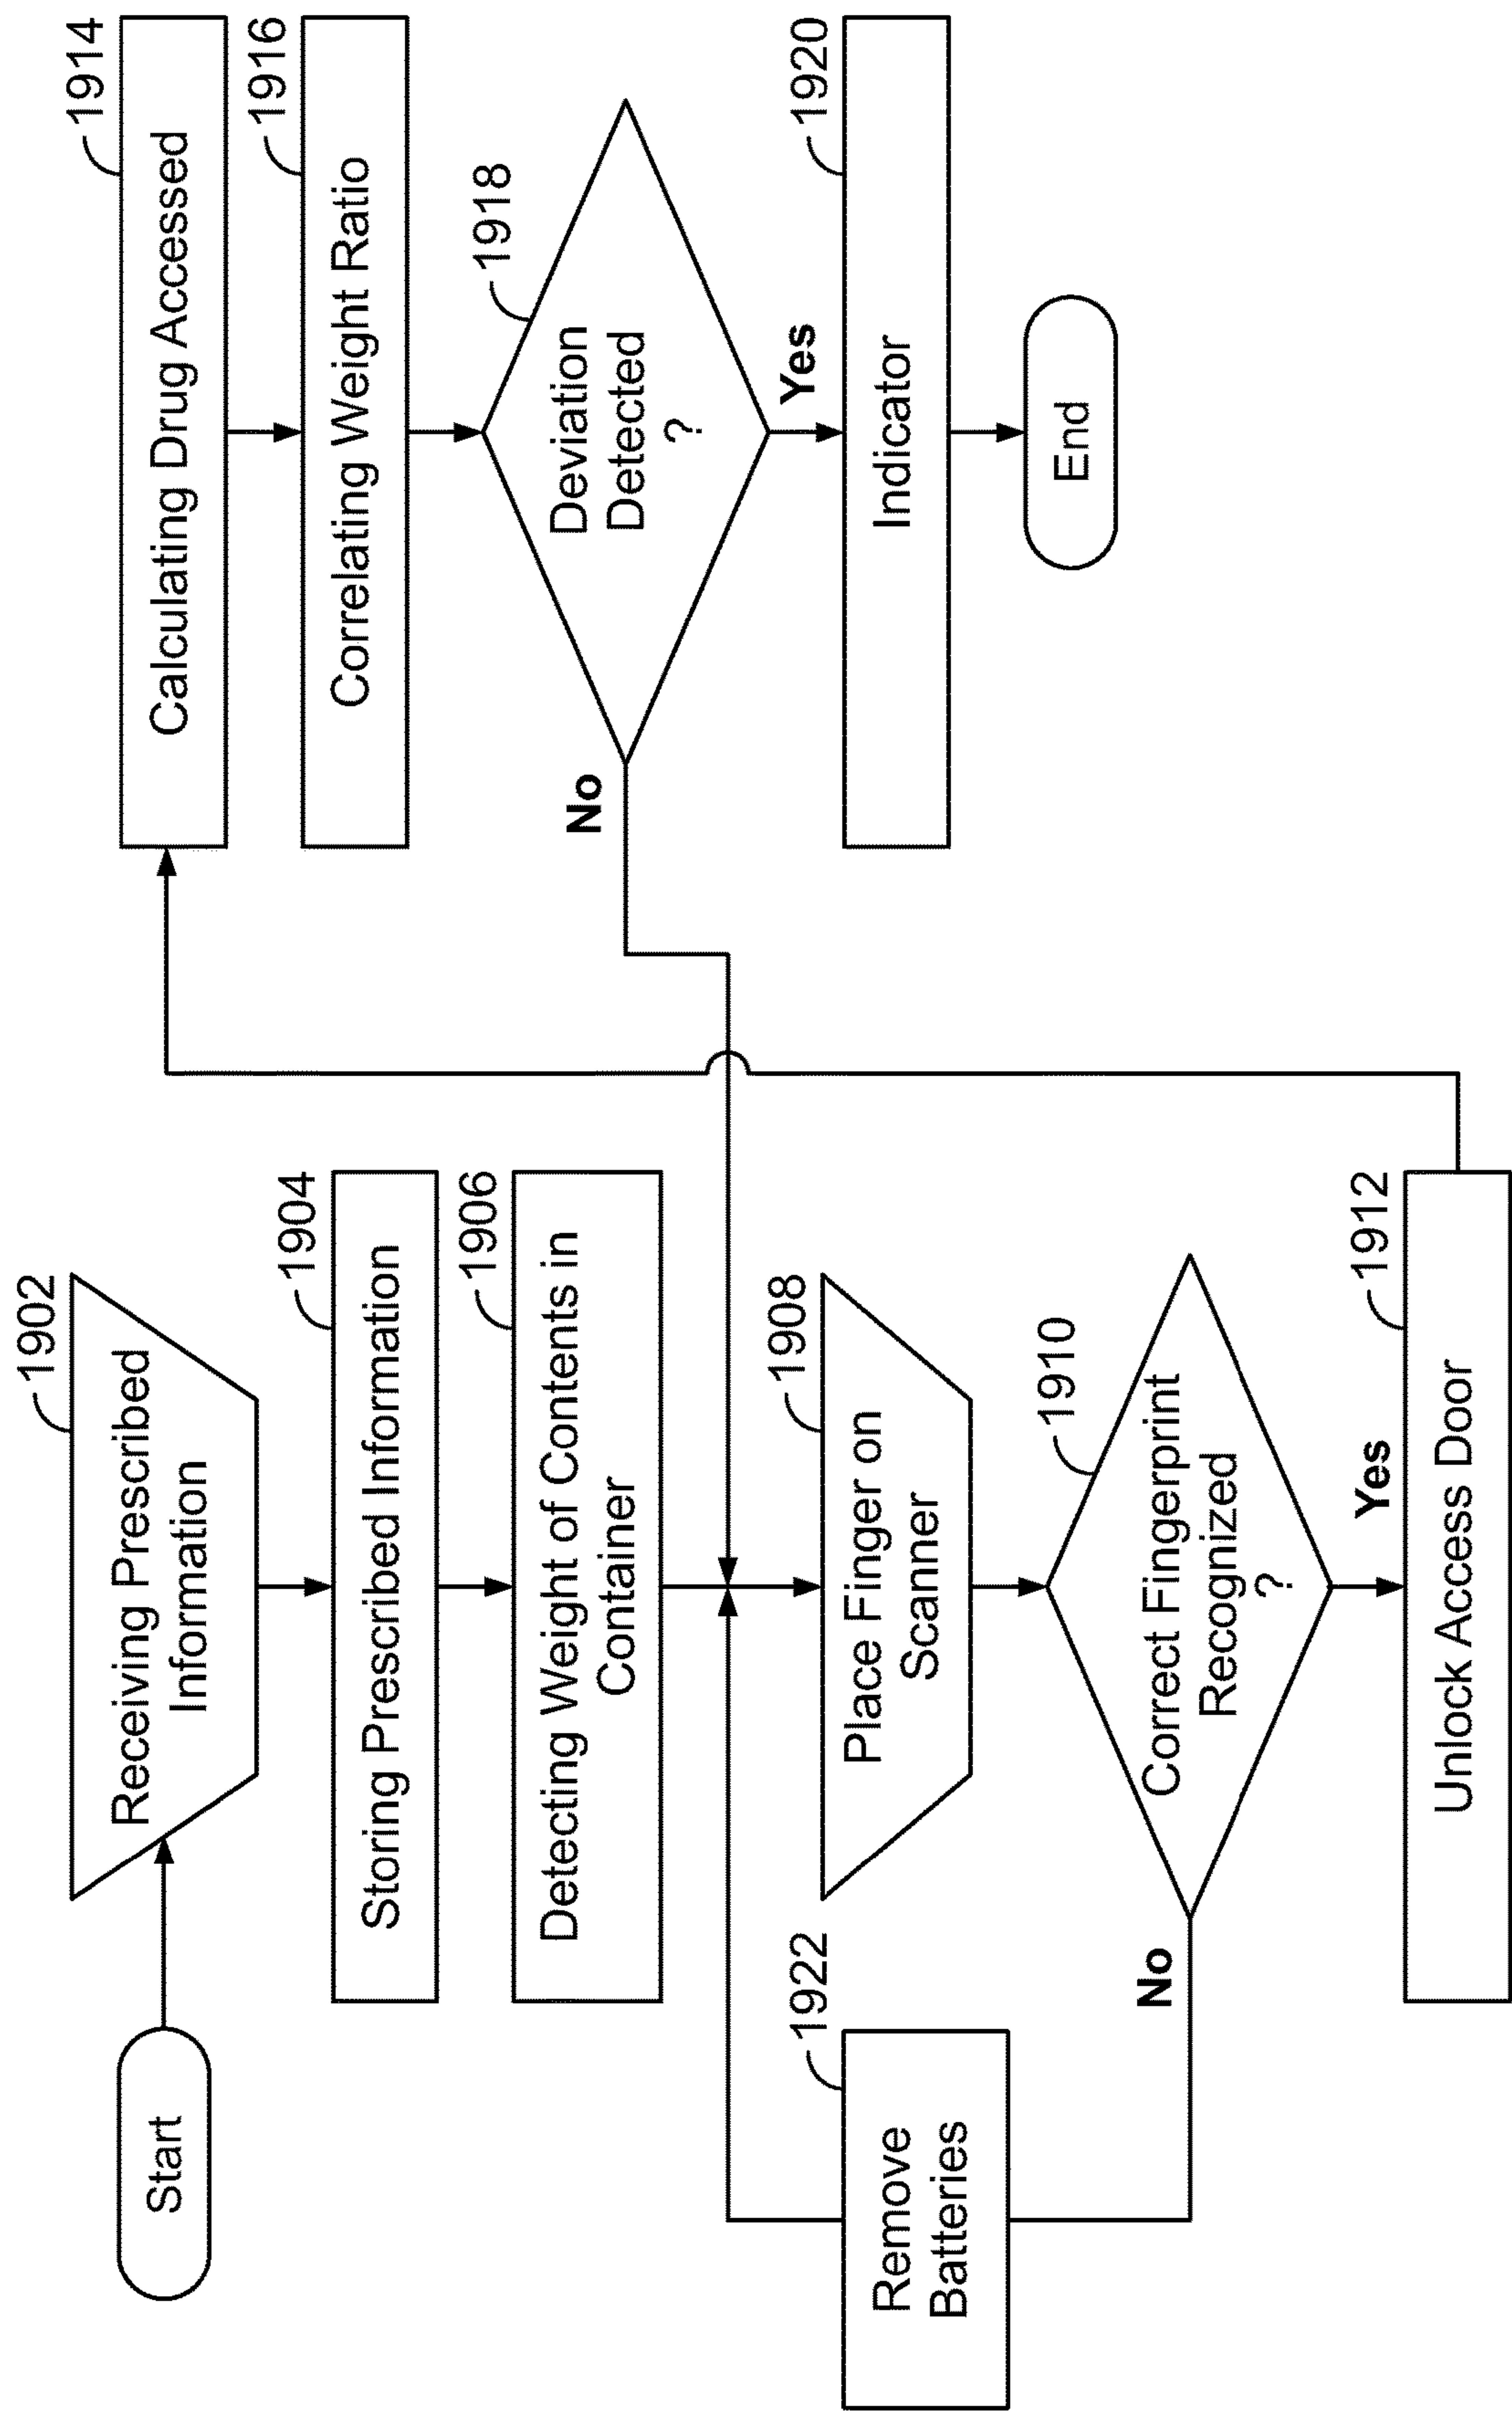 Start
1902
Receiving Prescribed
Information
1904
Storing Prescribed Information
1906
Detecting Weight of Contents in
Container
1908
Place Finger on
Scanner
1910
Correct Fingerprint
Recognized
?
No
1922
Remove
Batteries
Yes
1912
Unlock Access Door
1914
Calculating Drug Accessed
1916
Correlating Weight Ratio
1918
Deviation
Detected
?
No
Yes
1920
Indicator
End